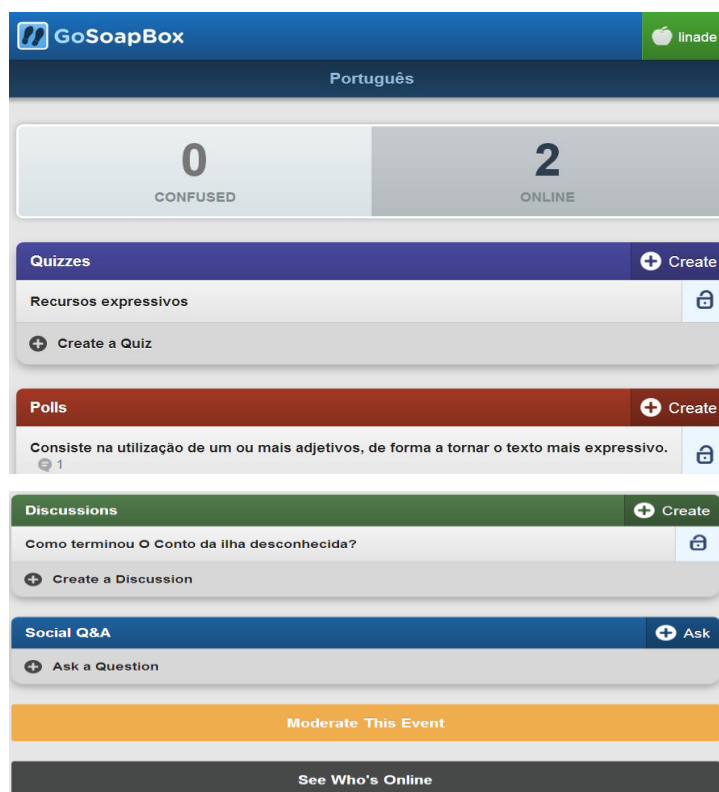 GoSoapBox
linade
Português
0
2
CONFUSED
ONLINE
Quizzes
Create
Recursos expressivos
Create a Quiz
Polls
Create
Consiste na utilização de um ou mais adjetivos, de forma a tornar o texto mais expressivo.
1
Discussions
Create
Como terminou O Conto da ilha desconhecida?
Create a Discussion
Social Q&A
Ask
Ask a Question
Moderate This Event
See Who's Online